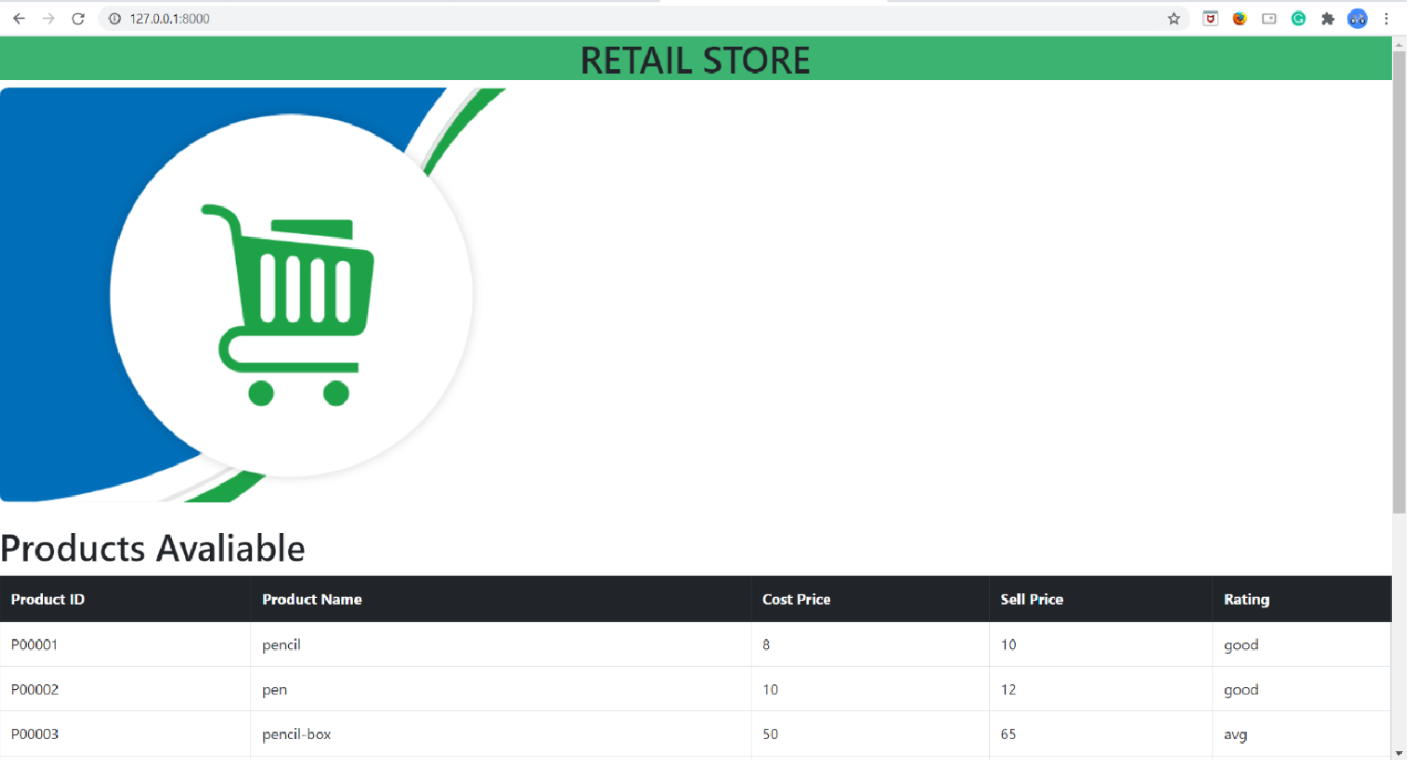 127.0.0.1:8000
RETAIL STORE
Products Avaliable
Product ID Product Name Cost Price Sell Price Rating
P00001 pencil 8 10 good
P00002 pen 10 12 good
P00003 pencil-box 50 65 avg